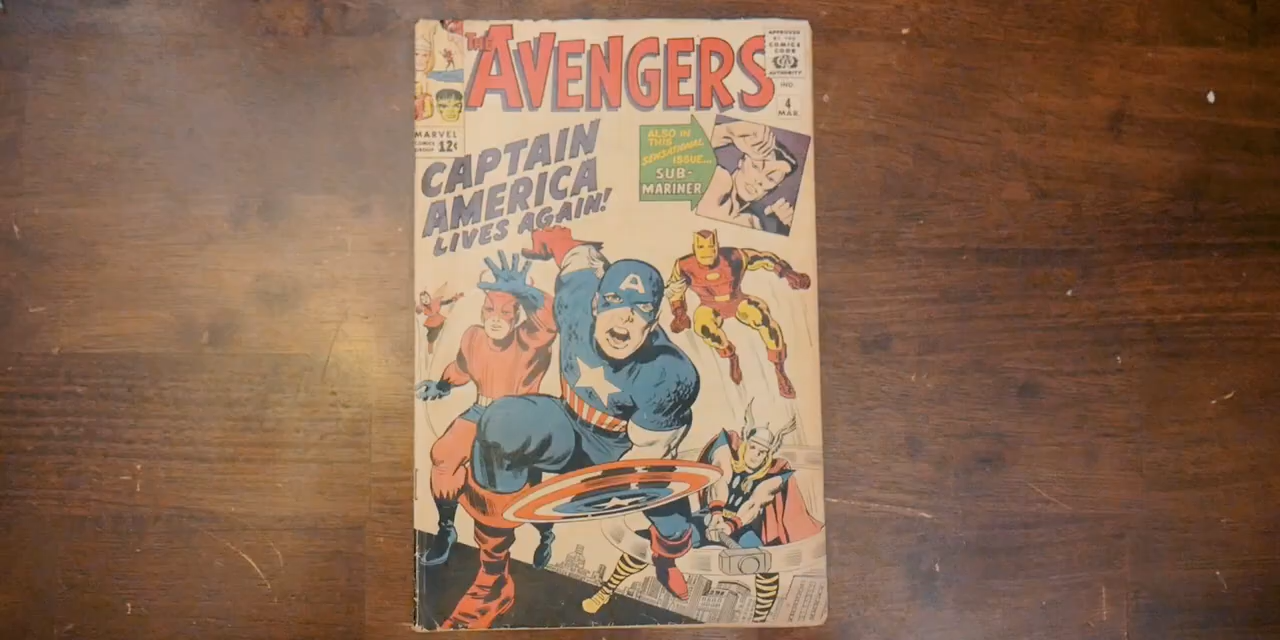 THE AVENGERS
APPROVED
BY THE
COMICS
CODE
AUTHORITY
IND.
4
MAR.
MARVEL
COMICS
GROUP
12¢
CAPTAIN
AMERICA
LIVES AGAIN!
ALSO IN
THIS
SENSATIONAL
ISSUE...
SUB-
MARINER
A